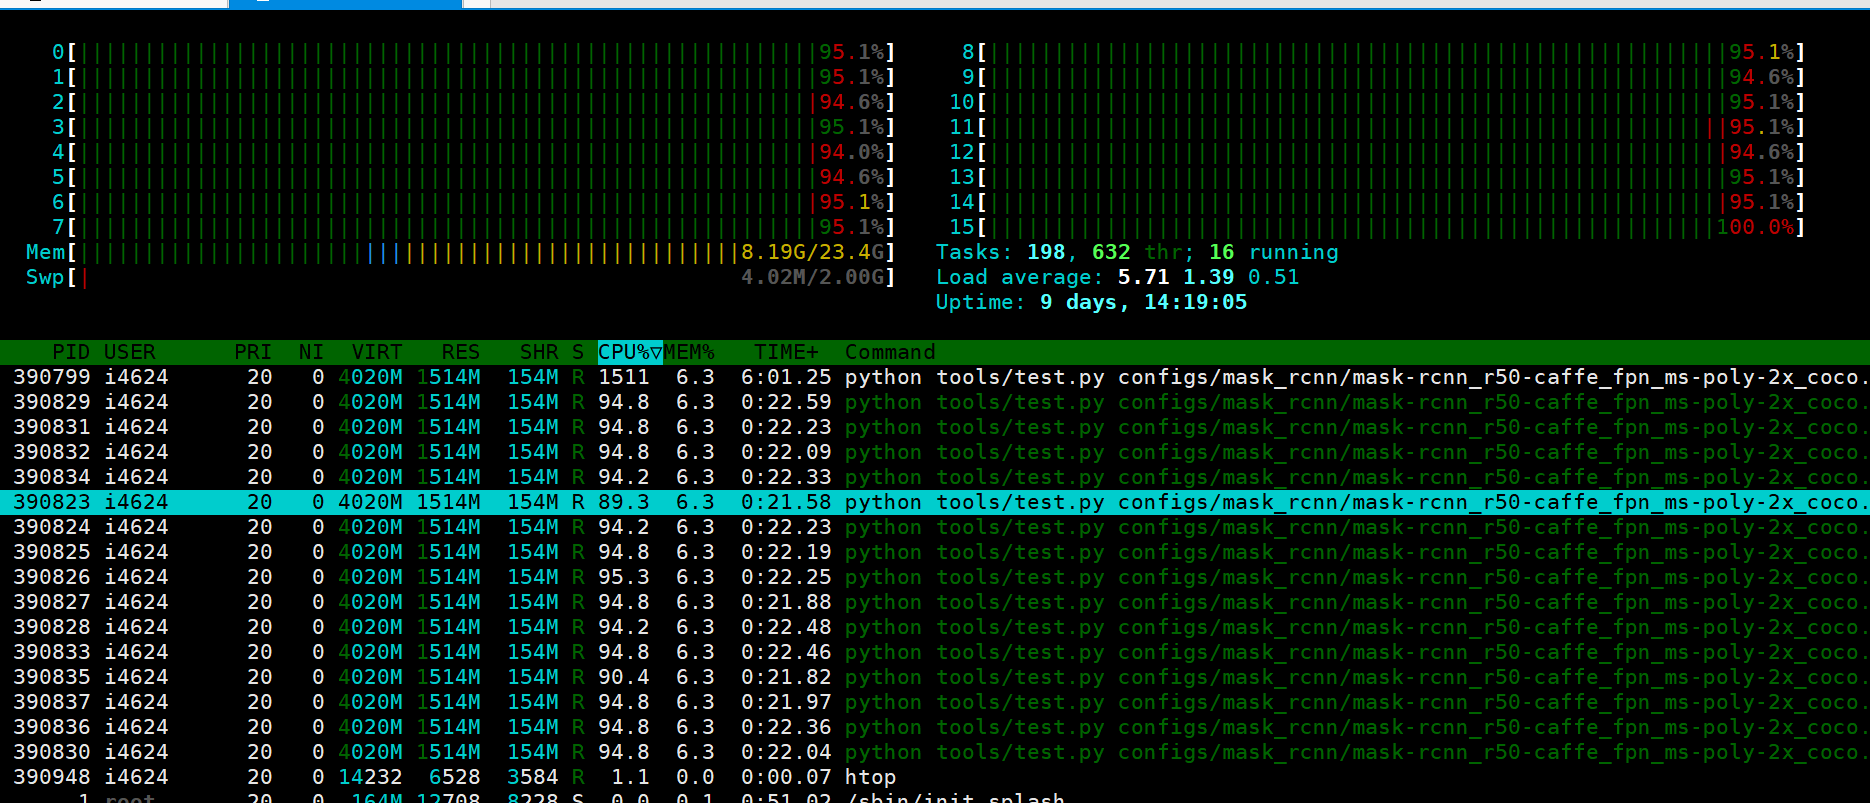 0[95.1%] 8[95.1%]
1[95.1%] 9[94.6%]
2[94.6%] 10[95.1%]
3[95.1%] 11[95.1%]
4[94.0%] 12[94.6%]
5[94.6%] 13[95.1%]
6[95.1%] 14[95.1%]
7[95.1%] 15[100.0%]
Mem[8.19G/23.4G] Tasks: 198, 632 thr; 16 running
Swp[4.02M/2.00G] Load average: 5.71 1.39 0.51
Uptime: 9 days, 14:19:05
PID USER PRI NI VIRT RES SHR S CPU%▽MEM% TIME+ Command
390799 i4624 20 0 4020M 1514M 154M R 1511 6.3 6:01.25 python tools/test.py configs/mask_rcnn/mask-rcnn_r50-caffe_fpn_ms-poly-2x_coco.
390829 i4624 20 0 4020M 1514M 154M R 94.8 6.3 0:22.59 python tools/test.py configs/mask_rcnn/mask-rcnn_r50-caffe_fpn_ms-poly-2x_coco.
390831 i4624 20 0 4020M 1514M 154M R 94.8 6.3 0:22.23 python tools/test.py configs/mask_rcnn/mask-rcnn_r50-caffe_fpn_ms-poly-2x_coco.
390832 i4624 20 0 4020M 1514M 154M R 94.8 6.3 0:22.09 python tools/test.py configs/mask_rcnn/mask-rcnn_r50-caffe_fpn_ms-poly-2x_coco.
390834 i4624 20 0 4020M 1514M 154M R 94.2 6.3 0:22.33 python tools/test.py configs/mask_rcnn/mask-rcnn_r50-caffe_fpn_ms-poly-2x_coco.
390823 i4624 20 0 4020M 1514M 154M R 89.3 6.3 0:21.58 python tools/test.py configs/mask_rcnn/mask-rcnn_r50-caffe_fpn_ms-poly-2x_coco.
390824 i4624 20 0 4020M 1514M 154M R 94.2 6.3 0:22.23 python tools/test.py configs/mask_rcnn/mask-rcnn_r50-caffe_fpn_ms-poly-2x_coco.
390825 i4624 20 0 4020M 1514M 154M R 94.8 6.3 0:22.19 python tools/test.py configs/mask_rcnn/mask-rcnn_r50-caffe_fpn_ms-poly-2x_coco.
390826 i4624 20 0 4020M 1514M 154M R 95.3 6.3 0:22.25 python tools/test.py configs/mask_rcnn/mask-rcnn_r50-caffe_fpn_ms-poly-2x_coco.
390827 i4624 20 0 4020M 1514M 154M R 94.8 6.3 0:21.88 python tools/test.py configs/mask_rcnn/mask-rcnn_r50-caffe_fpn_ms-poly-2x_coco.
390828 i4624 20 0 4020M 1514M 154M R 94.2 6.3 0:22.48 python tools/test.py configs/mask_rcnn/mask-rcnn_r50-caffe_fpn_ms-poly-2x_coco.
390833 i4624 20 0 4020M 1514M 154M R 94.8 6.3 0:22.46 python tools/test.py configs/mask_rcnn/mask-rcnn_r50-caffe_fpn_ms-poly-2x_coco.
390835 i4624 20 0 4020M 1514M 154M R 90.4 6.3 0:21.82 python tools/test.py configs/mask_rcnn/mask-rcnn_r50-caffe_fpn_ms-poly-2x_coco.
390837 i4624 20 0 4020M 1514M 154M R 94.8 6.3 0:21.97 python tools/test.py configs/mask_rcnn/mask-rcnn_r50-caffe_fpn_ms-poly-2x_coco.
390836 i4624 20 0 4020M 1514M 154M R 94.8 6.3 0:22.36 python tools/test.py configs/mask_rcnn/mask-rcnn_r50-caffe_fpn_ms-poly-2x_coco.
390830 i4624 20 0 4020M 1514M 154M R 94.8 6.3 0:22.04 python tools/test.py configs/mask_rcnn/mask-rcnn_r50-caffe_fpn_ms-poly-2x_coco.
390948 i4624 20 0 14232 6528 3584 R 1.1 0.0 0:00.07 htop
1 root 20 0 164M 12708 8228 S 0.0 0.1 0:51.02 /sbin/init splash